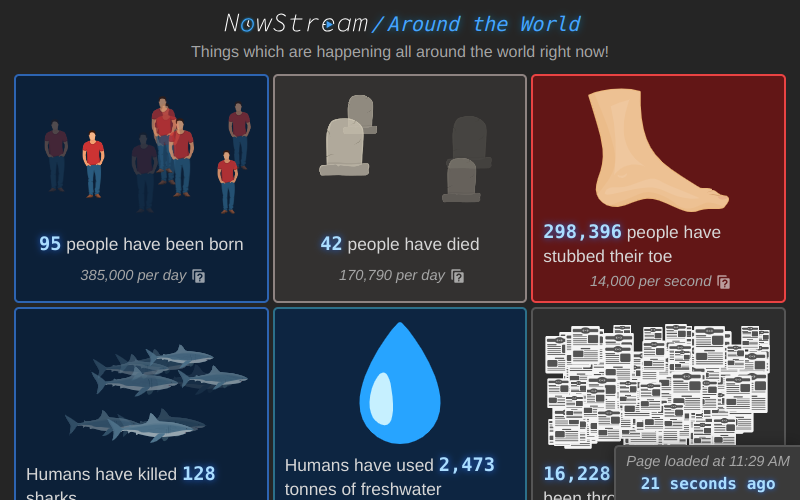 NowStream/Around the World
Things which are happening all around the world right now!
95 people have been born
385,000 per day
42 people have died
170,790 per day
298,396 people have
stubbed their toe
14,000 per second
Humans have killed 128
sharks
Humans have used 2,473
tonnes of freshwater
16,228
been thro
Page loaded at 11:29 AM
21 seconds ago